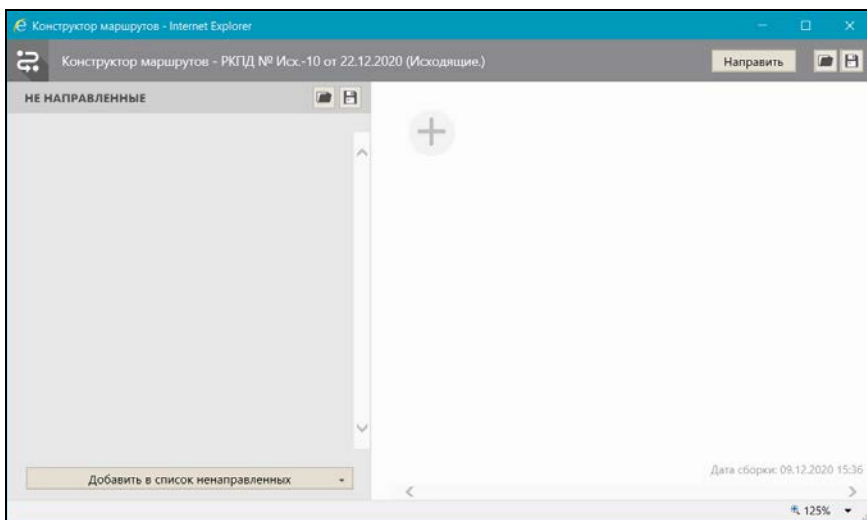 Конструктор маршрутов - Internet Explorer
Конструктор маршрутов - РКПД № Исх.-10 от 22.12.2020 (Исходящие.)
Направить
НЕ НАПРАВЛЕННЫЕ
Добавить в список ненаправленных
Дата сборки: 09.12.2020 15:36
125%